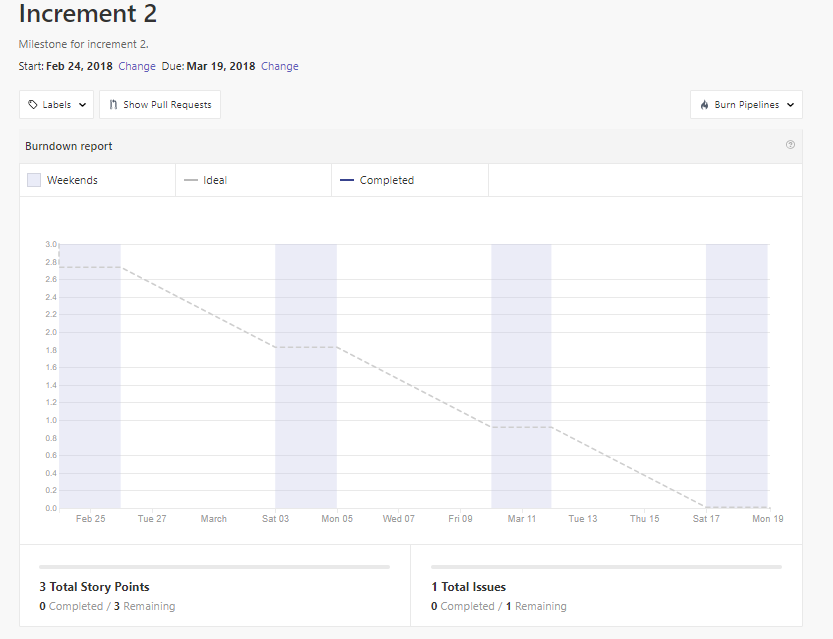 Increment 2
Milestone for increment 2.
Start: Feb 24, 2018 Change Due: Mar 19, 2018 Change
Labels Show Pull Requests Burn Pipelines
Burndown report
Weekends Ideal Completed
3.0
2.8
2.6
2.4
2.2
2.0
1.8
1.6
1.4
1.2
1.0
0.8
0.6
0.4
0.2
0.0
Feb 25 Tue 27 March Sat 03 Mon 05 Wed 07 Fri 09 Mar 11 Tue 13 Thu 15 Sat 17 Mon 19
3 Total Story Points
0 Completed / 3 Remaining
1 Total Issues
0 Completed / 1 Remaining